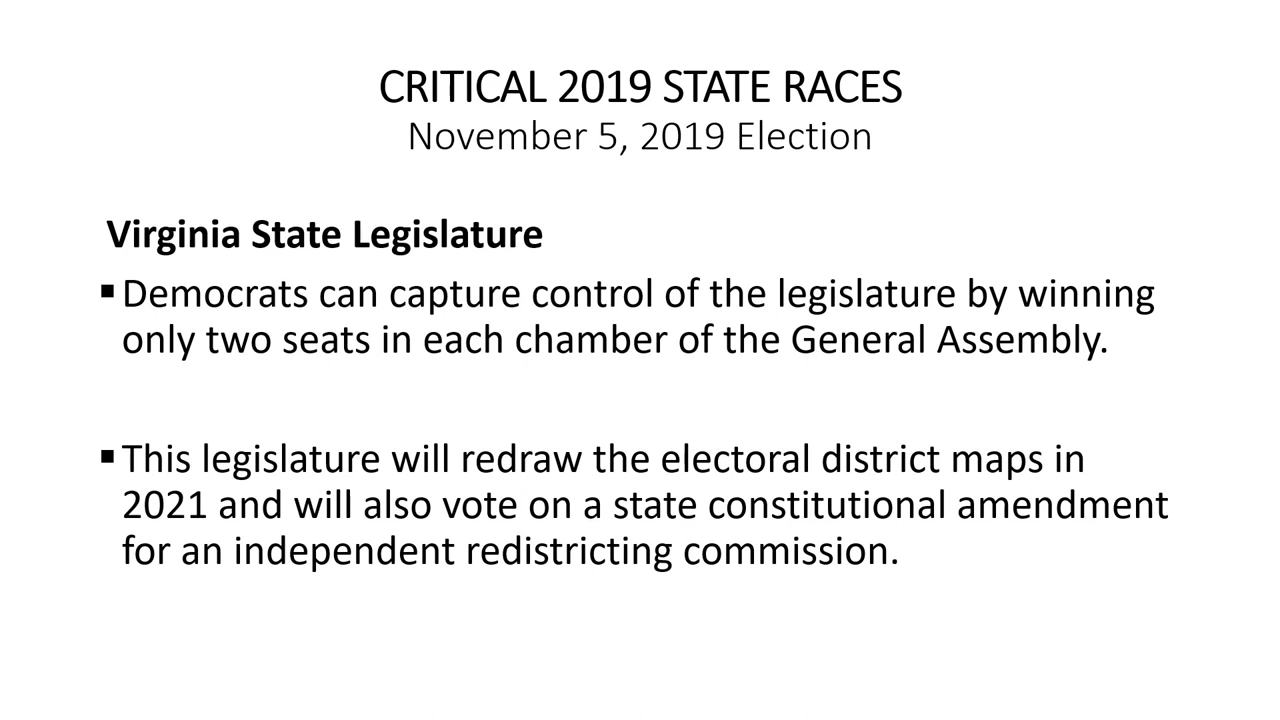 CRITICAL 2019 STATE RACES
November 5, 2019 Election
Virginia State Legislature
▪ Democrats can capture control of the legislature by winning
only two seats in each chamber of the General Assembly.
▪ This legislature will redraw the electoral district maps in
2021 and will also vote on a state constitutional amendment
for an independent redistricting commission.